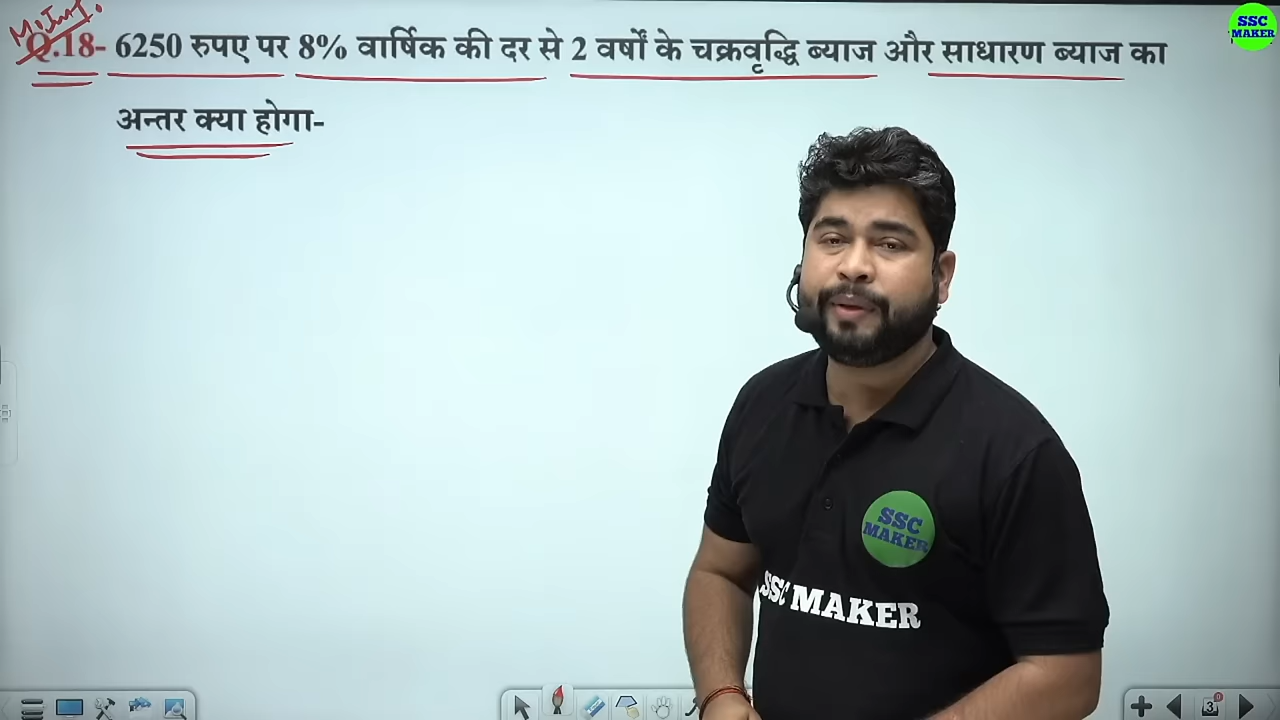 Q.18- 6250 रुपए पर 8% वार्षिक की दर से 2 वर्षों के चक्रवृद्धि ब्याज और साधारण ब्याज का
अन्तर क्या होगा-
SSC
MAKER
SSC
MAKER
SSC MAKER
3